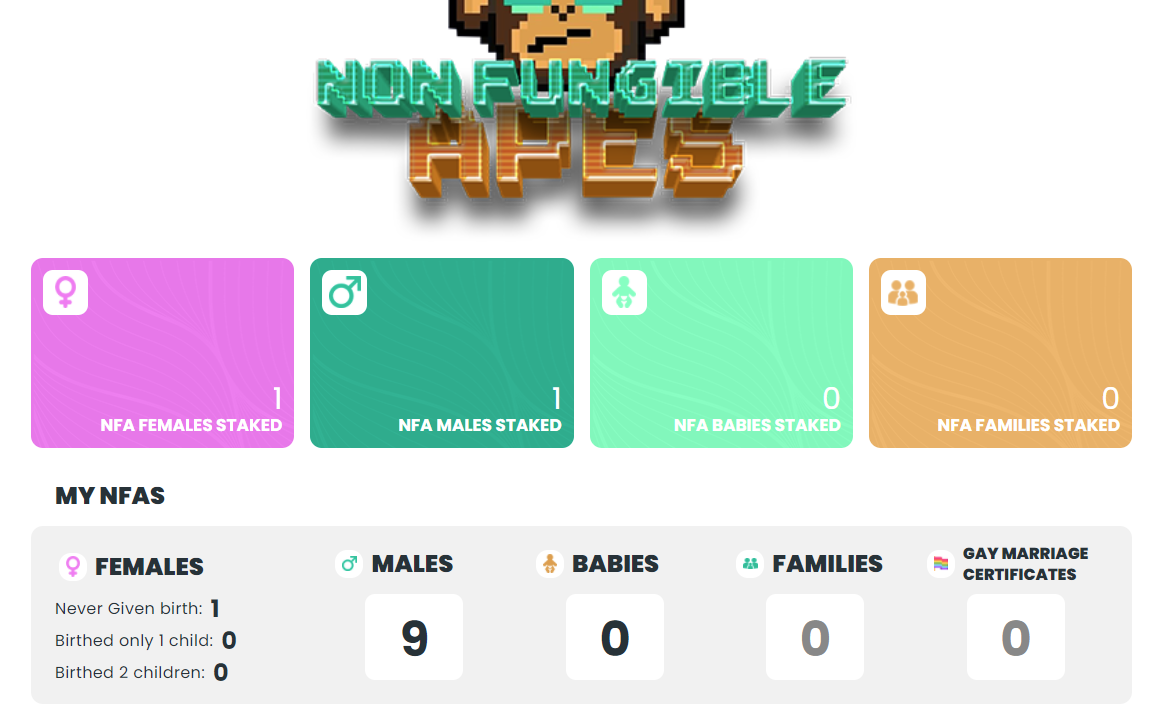 NON FUNGIBLE
APES
1
NFA FEMALES STAKED
1
NFA MALES STAKED
0
NFA BABIES STAKED
0
NFA FAMILIES STAKED
MY NFAS
FEMALES
Never Given birth: 1
Birthed only 1 child: 0
Birthed 2 children: 0
MALES
9
BABIES
0
FAMILIES
0
GAY MARRIAGE
CERTIFICATES
0